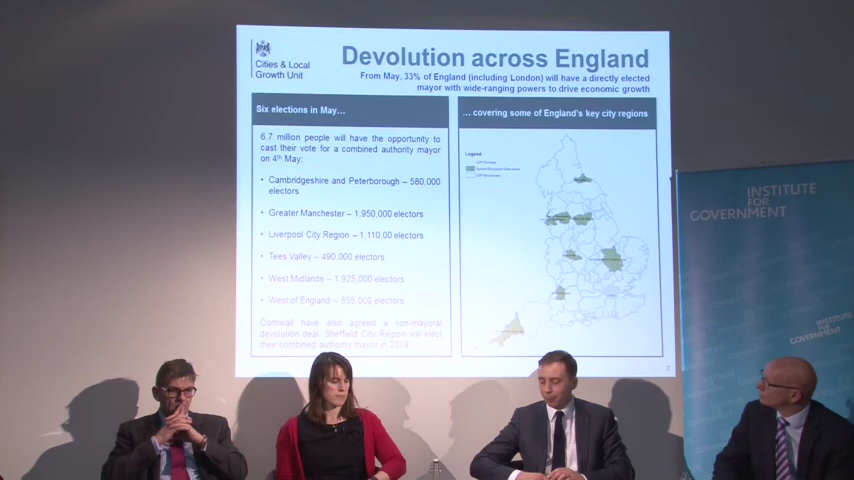 Cities & Local
Growth Unit
Devolution across England
From May, 33% of England (including London) will have a directly elected
mayor with wide-ranging powers to drive economic growth
Six elections in May…
6.7 million people will have the opportunity to
cast their vote for a combined authority mayor
on 4th May:
• Cambridgeshire and Peterborough – 580,000
electors
• Greater Manchester – 1,950,000 electors
• Liverpool City Region – 1,110,00 electors
• Tees Valley – 490,000 electors
• West Midlands – 1,925,000 electors
• West of England – 655,000 electors
Cornwall have also agreed a non-mayoral
devolution deal. Sheffield City Region will elect
their combined authority mayor in 2018
… covering some of England's key city regions
Legend
2
INSTITUTE
FOR
GOVERNMENT
INSTITUTE
FOR
GOVERNMENT